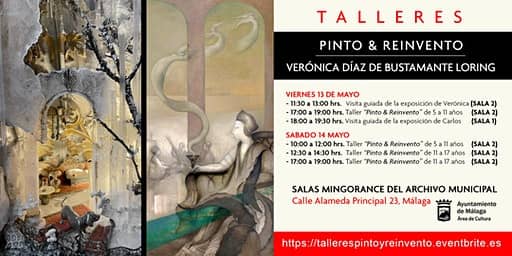 TALLERES
PINTO & REINVENTO
VERÓNICA DÍAZ DE BUSTAMANTE LORING
VIERNES 13 DE MAYO
- 11:30 a 13:00 hrs. Visita guiada de la exposición de Verónica (SALA 2)
- 17:00 a 19:00 hrs. Taller "Pinto & Reinvento" de 5 a 11 años (SALA 2)
- 18:00 a 19:30 hrs. Visita guiada de la exposición de Carlos (SALA 1)
SABADO 14 MAYO
- 10:00 a 12:00 hrs. Taller "Pinto & Reinvento" de 5 a 11 años (SALA 2)
- 12:30 a 14:30 hrs. Taller "Pinto & Reinvento" de 11 a 17 años (SALA 2)
- 17:00 a 19:00 hrs. Taller "Pinto & Reinvento" de 11 a 17 años (SALA 2)
SALAS MINGORANCE DEL ARCHIVO MUNICIPAL
Calle Alameda Principal 23, Málaga
Ayuntamiento
de Málaga
Área de Cultura
https://tallerespintoyreinvento.eventbrite.es